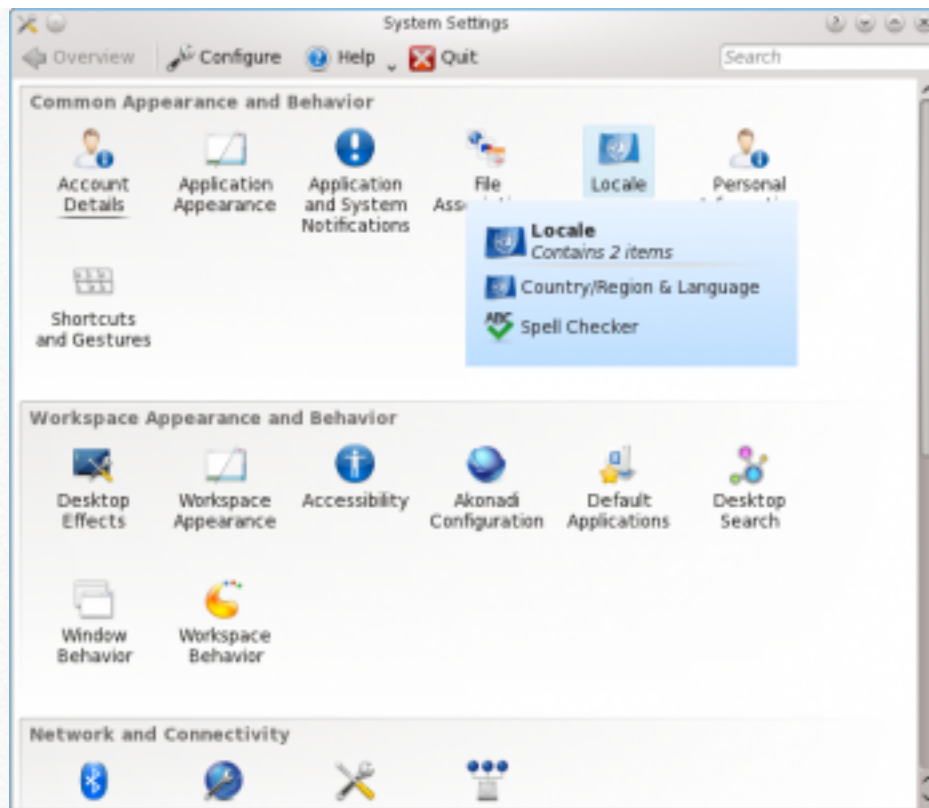 System Settings
Overview Configure Help Quit Search
Common Appearance and Behavior
Account Details
Application Appearance
Application and System Notifications
File
Locale
Personal
Locale
Contains 2 items
Country/Region & Language
ABC
Spell Checker
Shortcuts and Gestures
Workspace Appearance and Behavior
Desktop Effects
Workspace Appearance
Accessibility
Akonadi Configuration
Default Applications
Desktop Search
Window Behavior
Workspace Behavior
Network and Connectivity